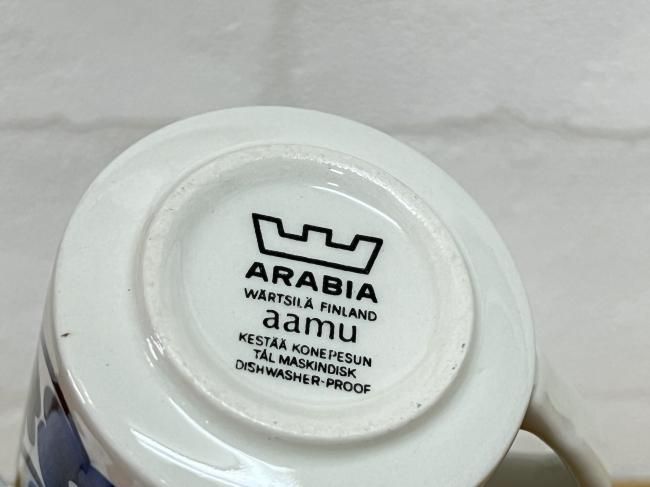 ARABIA
WÄRTSILÄ FINLAND
aamu
KESTÄÄ KONEPESUN
TÅL MASKINDISK
DISHWASHER-PROOF